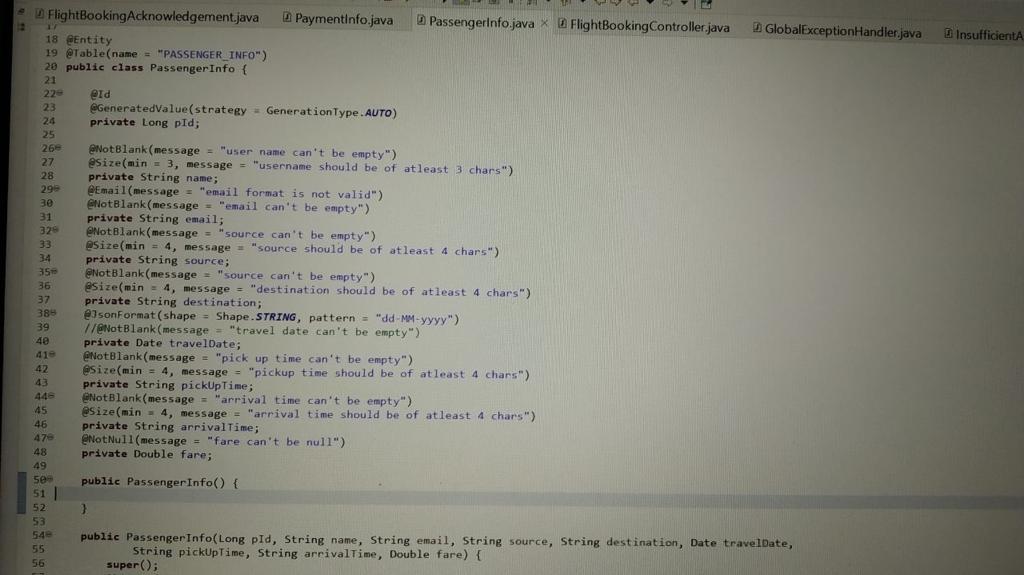 FlightBookingAcknowledgement.java PaymentInfo.java PassengerInfo.java FlightBookingController.java GlobalExceptionHandler.java InsufficientA
17
18 @Entity
19 @Table(name = "PASSENGER_INFO")
20 public class PassengerInfo {
21
22 @Id
23 @GeneratedValue(strategy = GenerationType.AUTO)
24 private Long pId;
25
26 @NotBlank(message = "user name can't be empty")
27 @Size(min = 3, message = "username should be of atleast 3 chars")
28 private String name;
29 @Email(message = "email format is not valid")
30 @NotBlank(message = "email can't be empty")
31 private String email;
32 @NotBlank(message = "source can't be empty")
33 @Size(min = 4, message = "source should be of atleast 4 chars")
34 private String source;
35 @NotBlank(message = "source can't be empty")
36 @Size(min = 4, message = "destination should be of atleast 4 chars")
37 private String destination;
38 @JsonFormat(shape = Shape.STRING, pattern = "dd-MM-yyyy")
39 //@NotBlank(message = "travel date can't be empty")
40 private Date travelDate;
41 @NotBlank(message = "pick up time can't be empty")
42 @Size(min = 4, message = "pickup time should be of atleast 4 chars")
43 private String pickUpTime;
44 @NotBlank(message = "arrival time can't be empty")
45 @Size(min = 4, message = "arrival time should be of atleast 4 chars")
46 private String arrivalTime;
47 @NotNull(message = "fare can't be null")
48 private Double fare;
49
50 public PassengerInfo() {
51
52 }
53
54 public PassengerInfo(Long pId, String name, String email, String source, String destination, Date travelDate,
55 String pickUpTime, String arrivalTime, Double fare) {
56 super();